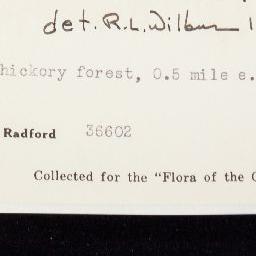 det. R.L. Wilbur 1
hickory forest, 0.5 mile e.
Radford 36602
Collected for the "Flora of the C